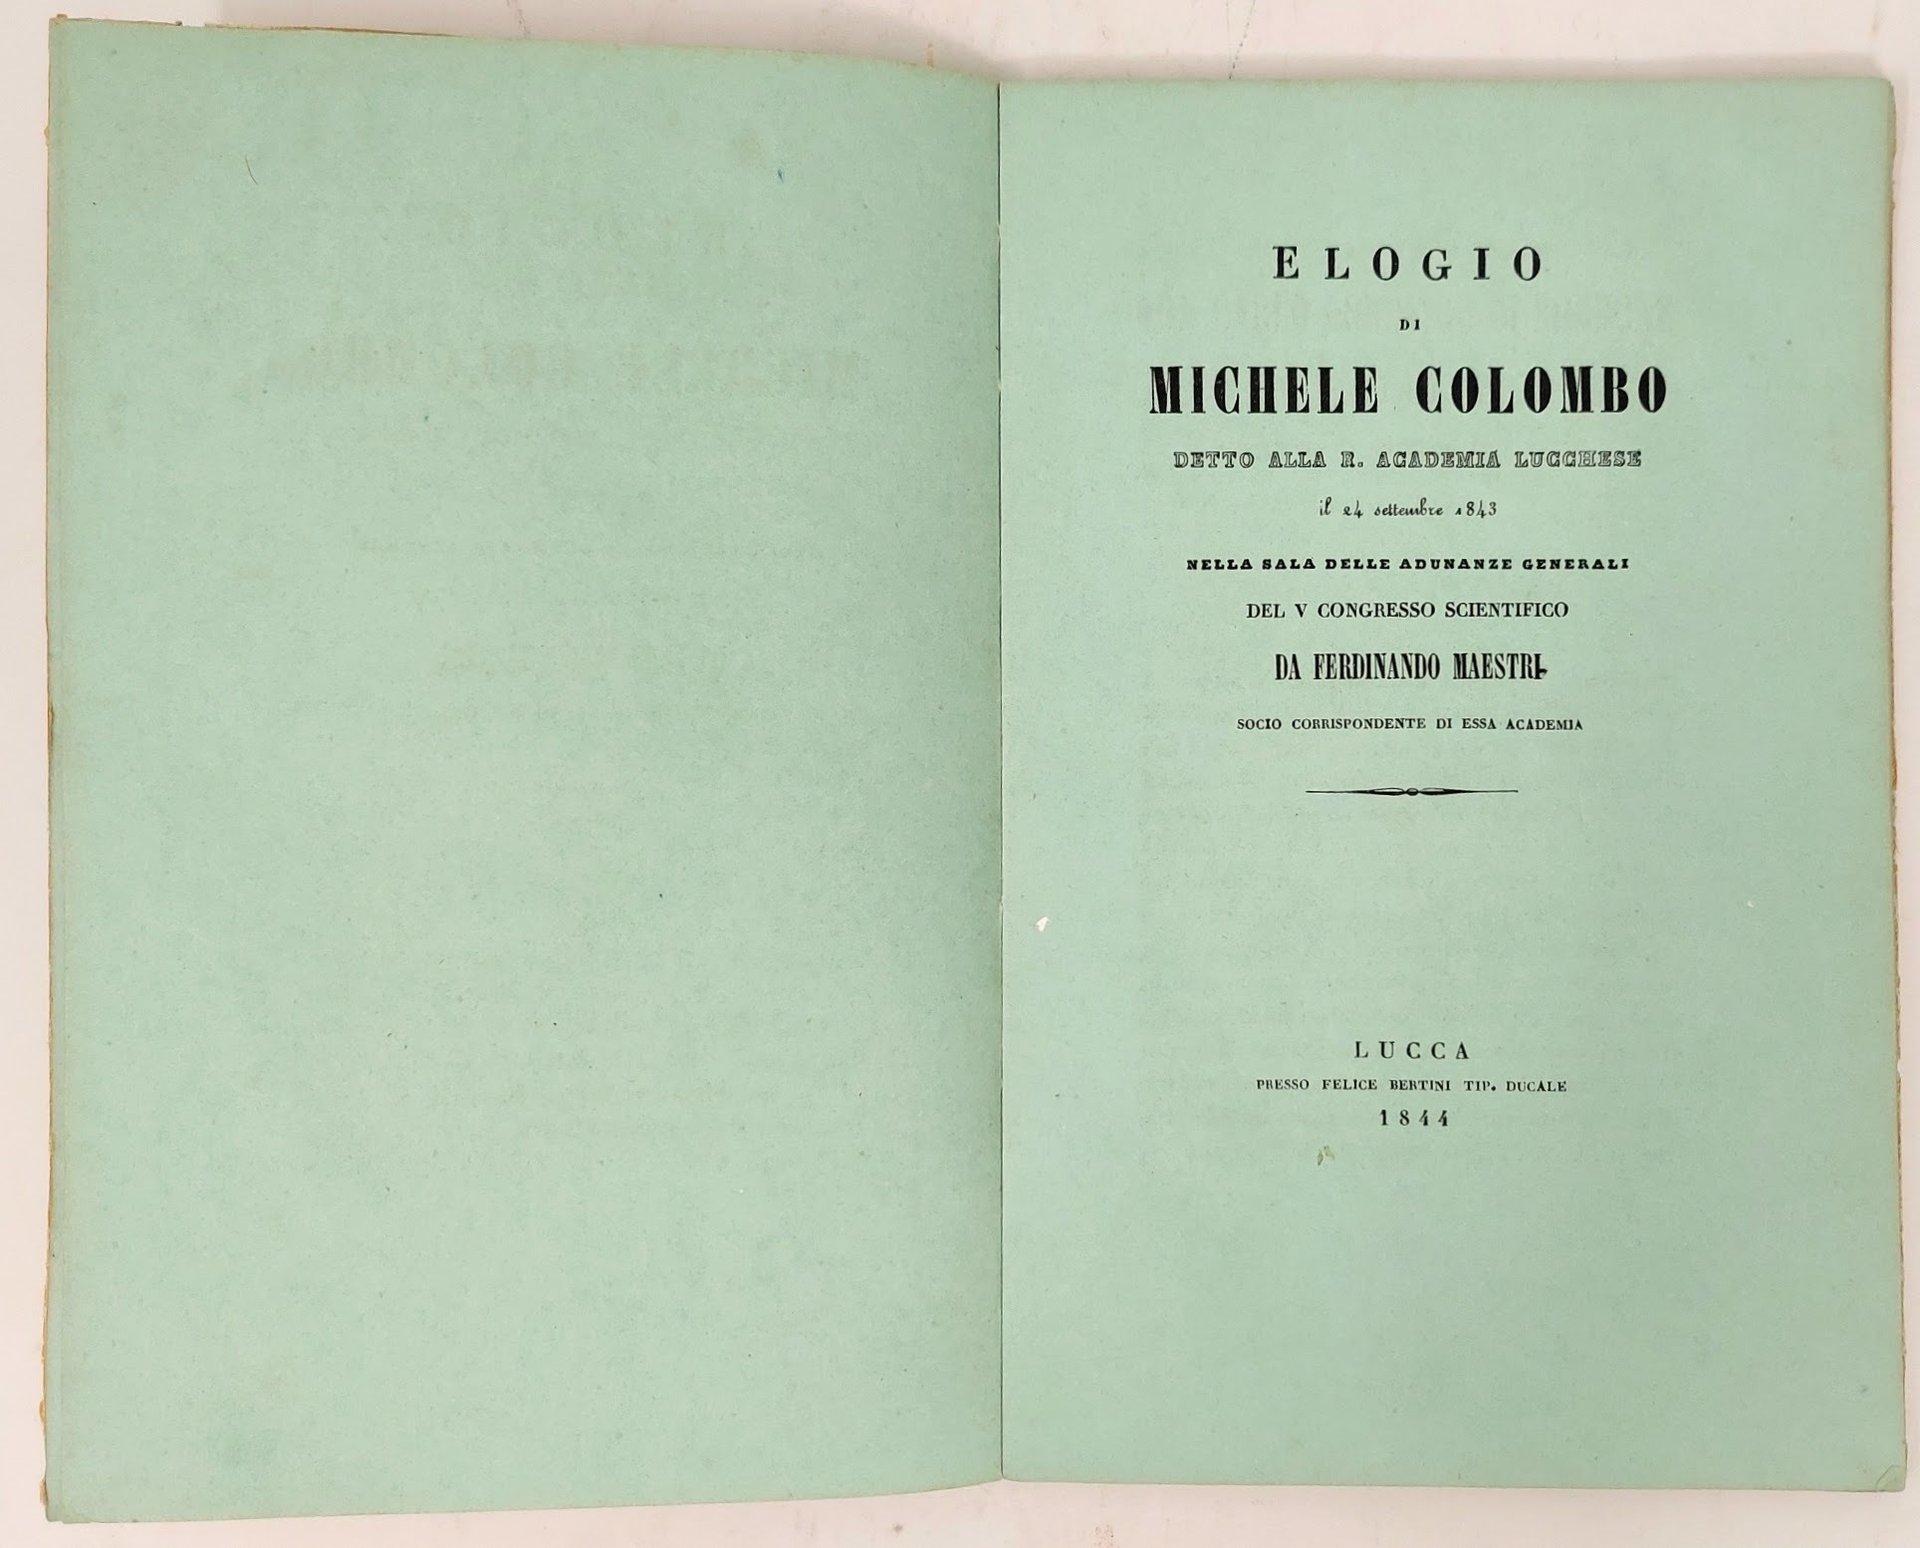 ELOGIO
DI
MICHELE COLOMBO
DETTO ALLA R. ACADEMIA LUCCHESE
il 24 settembre 1843
NELLA SALA DELLE ADUNANZE GENERALI
DEL V CONGRESSO SCIENTIFICO
DA FERDINANDO MAESTRI
SOCIO CORRISPONDENTE DI ESSA ACADEMIA
LUCCA
PRESSO FELICE BERTINI TIP. DUCALE
1844